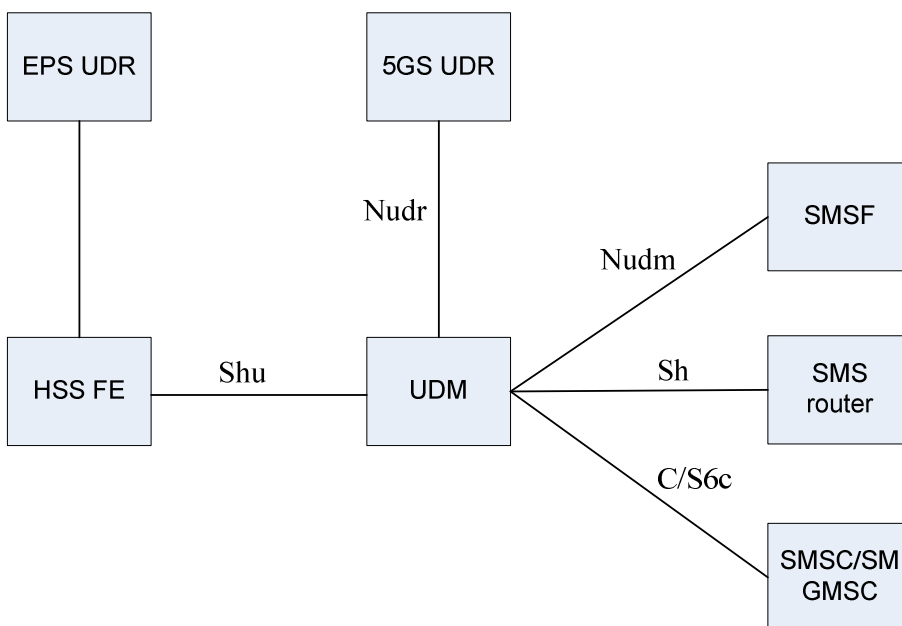 EPS UDR
5GS UDR
Nudr
SMSF
Nudm
HSS FE
Shu
UDM
Sh
SMS
router
C/S6c
SMSC/SM
GMSC